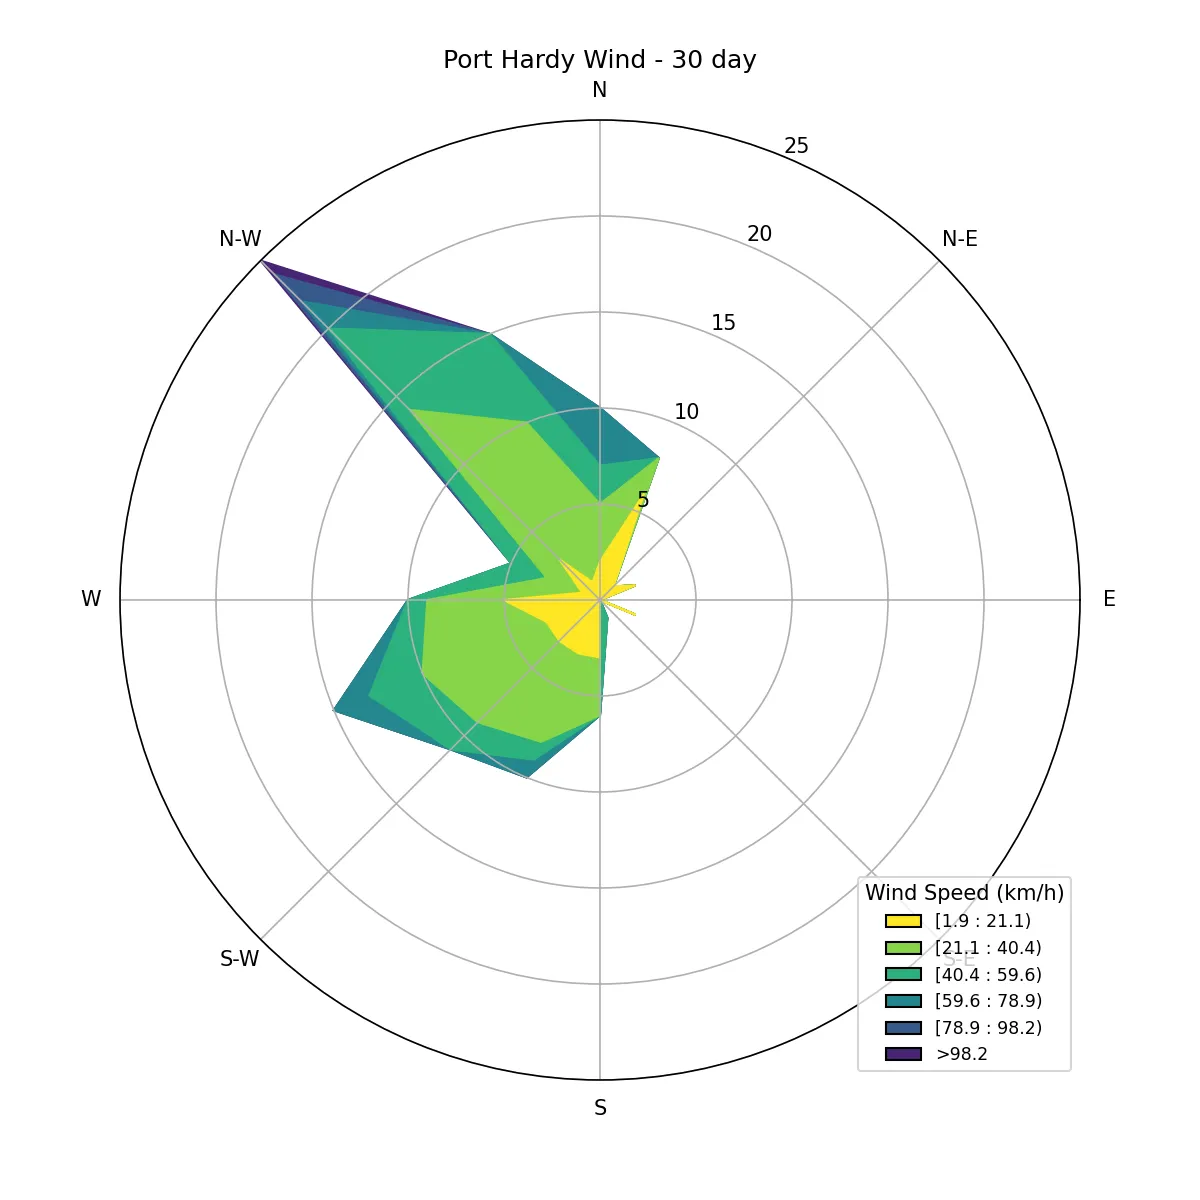 Port Hardy Wind - 30 day
N
25
20
N-W
N-E
15
10
5
W
E
Wind Speed (km/h)
[1.9 : 21.1)
[21.1 : 40.4)
S-W
S-E
[40.4 : 59.6)
[59.6 : 78.9)
[78.9 : 98.2)
>98.2
S